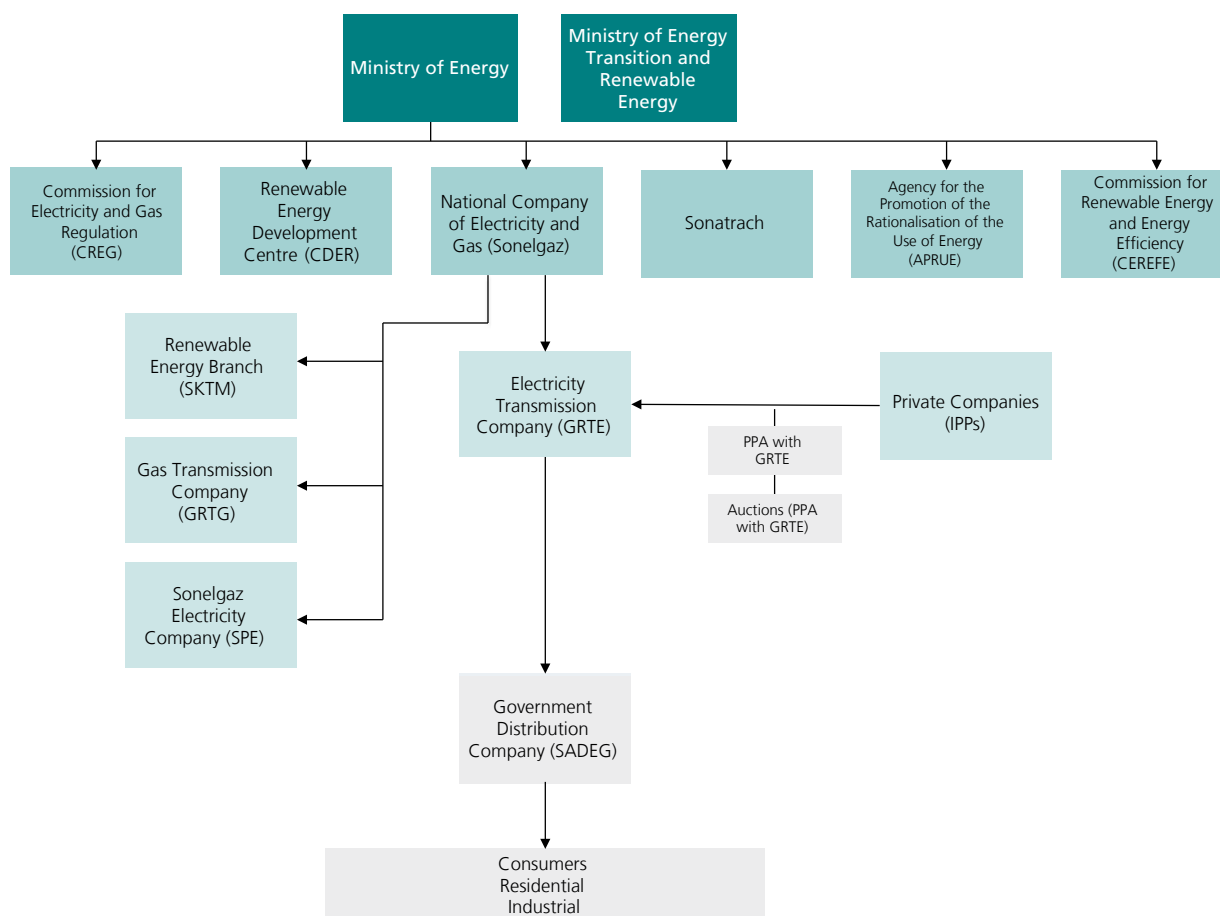 Ministry of Energy
Ministry of Energy
Transition and
Renewable
Energy
Commission for
Electricity and Gas
Regulation
(CREG)
Renewable
Energy
Development
Centre (CDER)
National Company
of Electricity and
Gas (Sonelgaz)
Sonatrach
Agency for the
Promotion of the
Rationalisation of the
Use of Energy
(APRUE)
Commission for
Renewable Energy
and Energy
Efficiency
(CEREFE)
Renewable
Energy Branch
(SKTM)
Electricity
Transmission
Company (GRTE)
Private Companies
(IPPs)
PPA with
GRTE
Auctions (PPA
with GRTE)
Gas Transmission
Company
(GRTG)
Sonelgaz
Electricity
Company (SPE)
Government
Distribution
Company (SADEG)
Consumers
Residential
Industrial